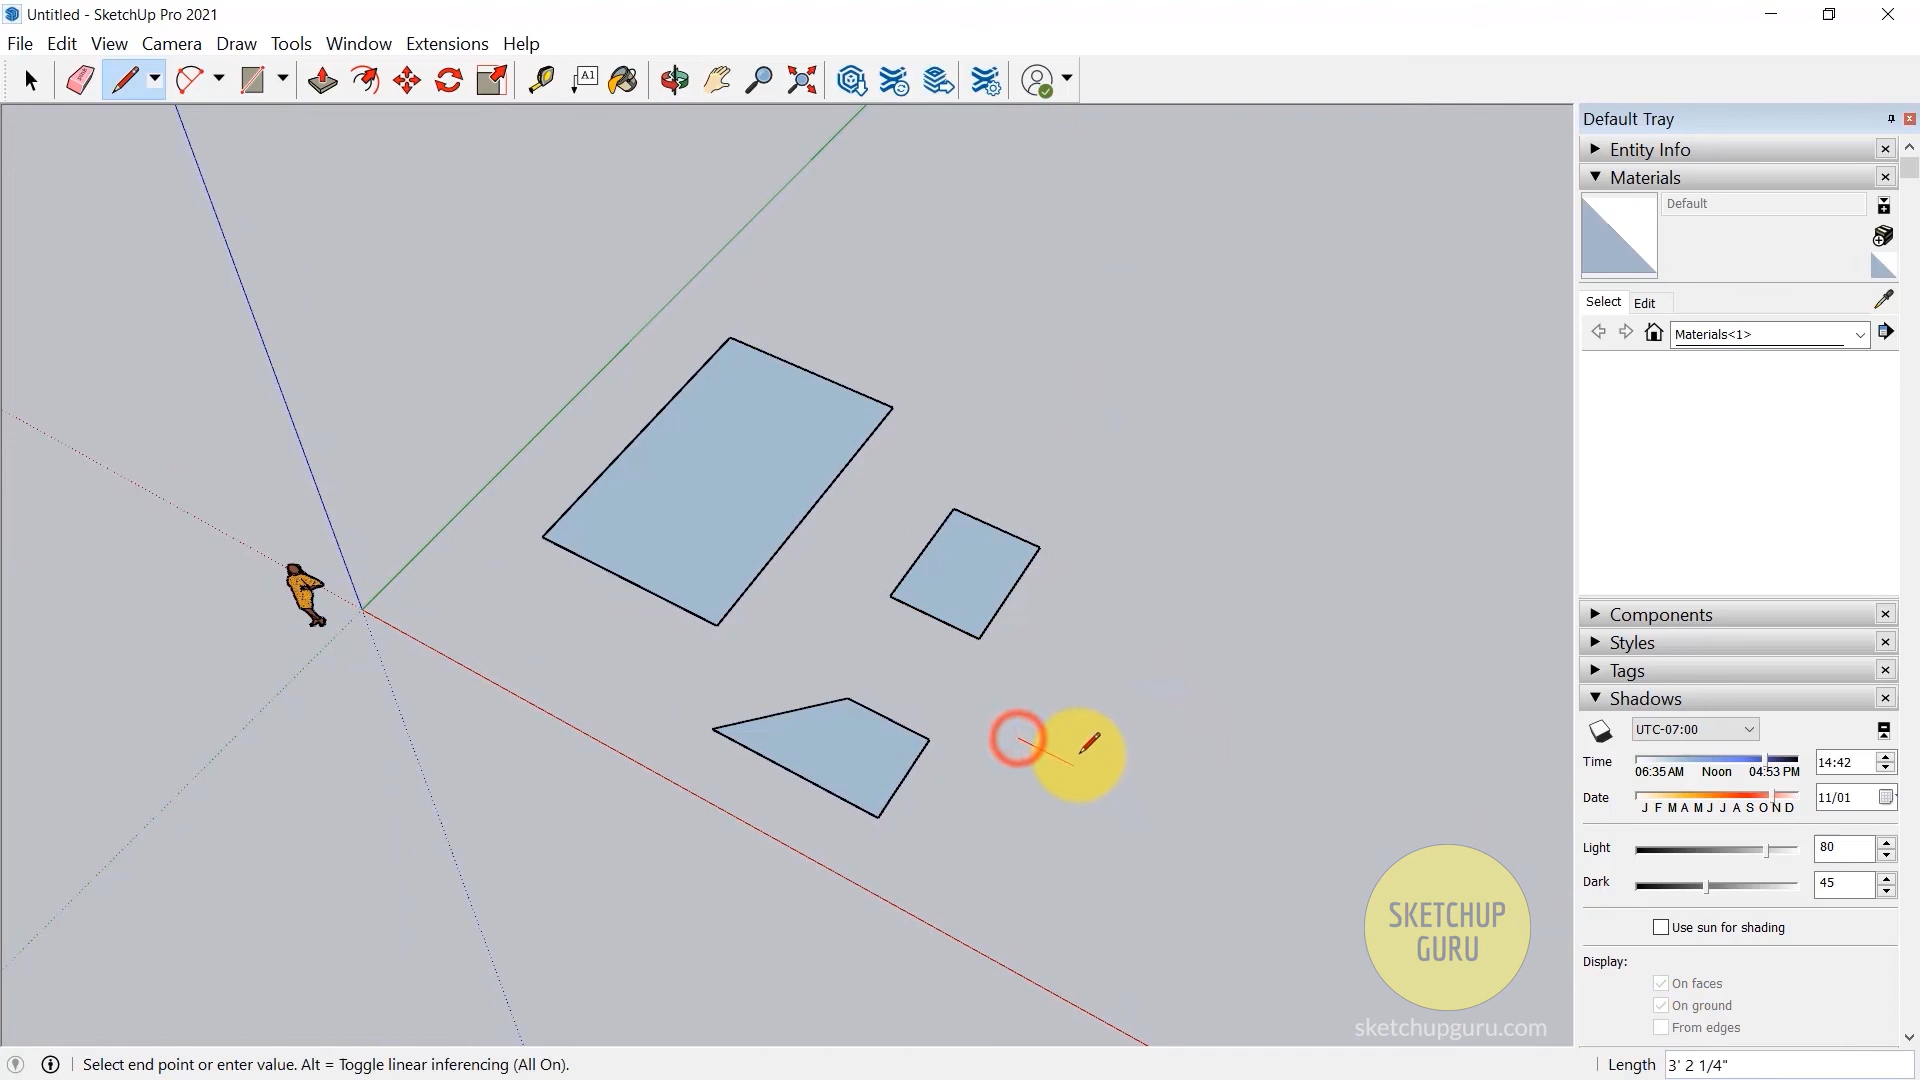 Untitled - SketchUp Pro 2021
File Edit View Camera Draw Tools Window Extensions Help
A1
Default Tray
Entity Info
Materials
Default
Select Edit
Materials<1>
Components
Styles
Tags
Shadows
UTC-07:00
Time 14:42
06:35 AM Noon 04:53 PM
Date 11/01
J F M A M J J A S O N D
Light 80
Dark 45
Use sun for shading
Display:
On faces
On ground
From edges
SKETCHUP
GURU
sketchupguru.com
Select end point or enter value. Alt = Toggle linear inferencing (All On).
Length 3' 2 1/4"